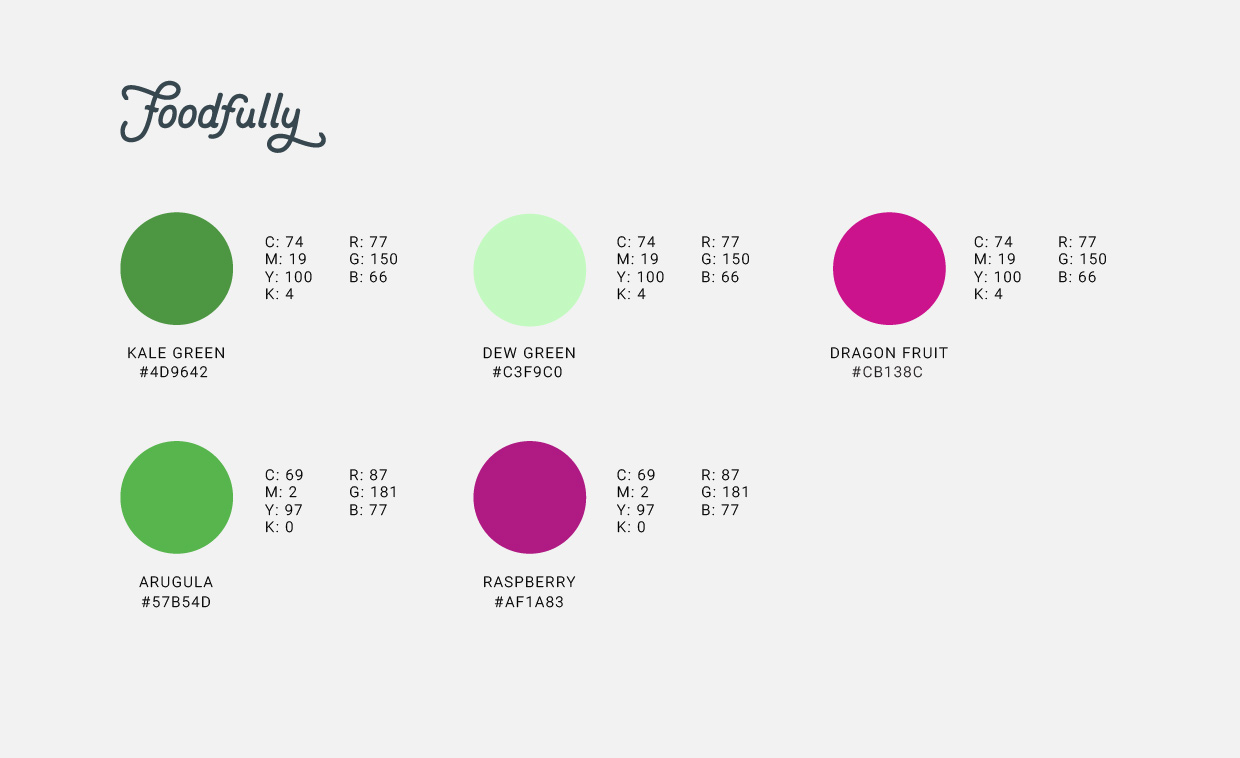 Foodfully
C: 74 R: 77
M: 19 G: 150
Y: 100 B: 66
K: 4
KALE GREEN
#4D9642
C: 74 R: 77
M: 19 G: 150
Y: 100 B: 66
K: 4
DEW GREEN
#C3F9C0
C: 74 R: 77
M: 19 G: 150
Y: 100 B: 66
K: 4
DRAGON FRUIT
#CB138C
C: 69 R: 87
M: 2 G: 181
Y: 97 B: 77
K: 0
ARUGULA
#57B54D
C: 69 R: 87
M: 2 G: 181
Y: 97 B: 77
K: 0
RASPBERRY
#AF1A83